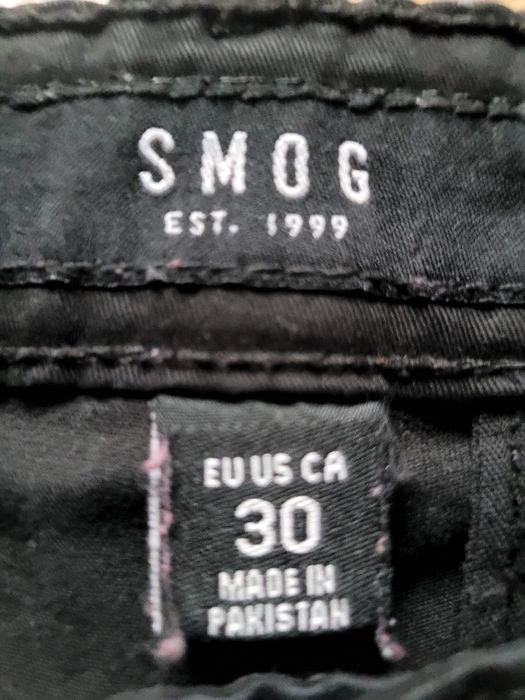 SMOG
EST. 1999
EU US CA
30
MADE IN
PAKISTAN